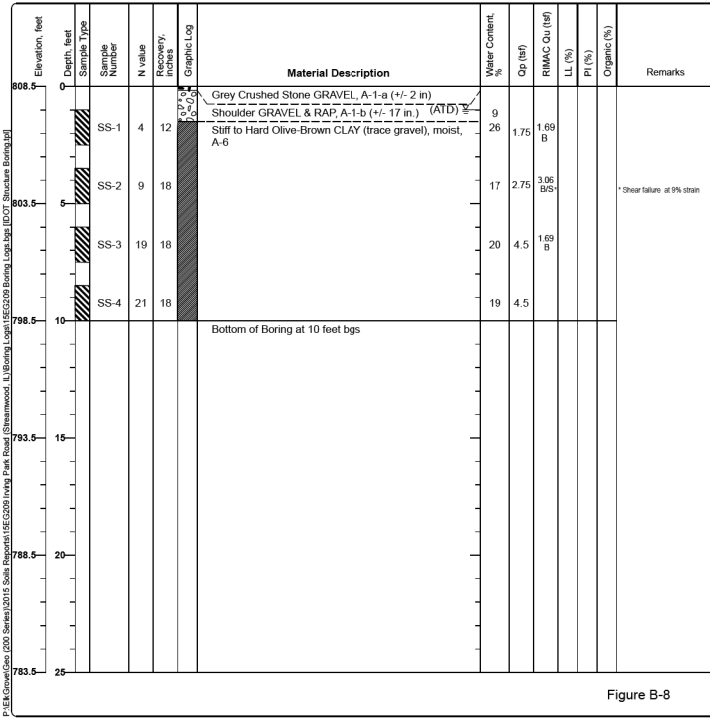 Elevation, feet
Depth, feet
Sample Type
Sample Number
N value
Recovery, inches
Graphic Log
Material Description
Water Content, %
Qp (tsf)
RIMAC Qu (tsf)
LL (%)
PI (%)
Organic (%)
Remarks
808.5 0
Grey Crushed Stone GRAVEL, A-1-a (+/- 2 in)
Shoulder GRAVEL & RAP, A-1-b (+/- 17 in.) (ATD) 9
SS-1 4 12 Stiff to Hard Olive-Brown CLAY (trace gravel), moist, 26 1.75 1.69
A-6 B
SS-2 9 18 17 2.75 3.06 * Shear failure at 9% strain
B/S*
803.5 5
SS-3 19 18 20 4.5 1.69
B
SS-4 21 18 19 4.5
798.5 10
Bottom of Boring at 10 feet bgs
793.5 15
788.5 20
783.5 25
Figure B-8
P:\ElkGrove\Geo (200 Series)\2015 Soils Reports\15EG209 Irving Park Road (Streamwood, IL)\Boring Logs\15EG209 Boring Logs.bgs [IDOT Structure Boring.tpl]